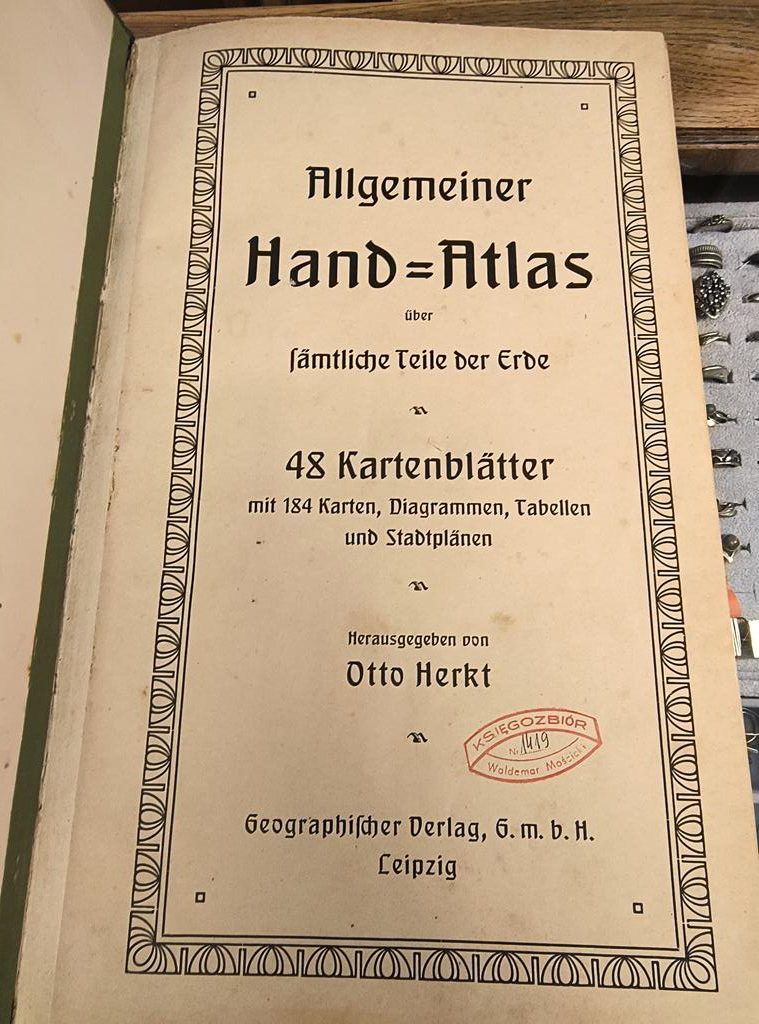 Allgemeiner
Hand=Atlas
über
ſämtliche Teile der Erde
48 Kartenblätter
mit 184 Karten, Diagrammen, Tabellen
und Stadtplänen
Herausgegeben von
Otto Herkt
KSIĘGOZBIÓR
Nr 1419
Waldemar Mościcki
Geographiſcher Verlag, G. m. b. H.
Leipzig